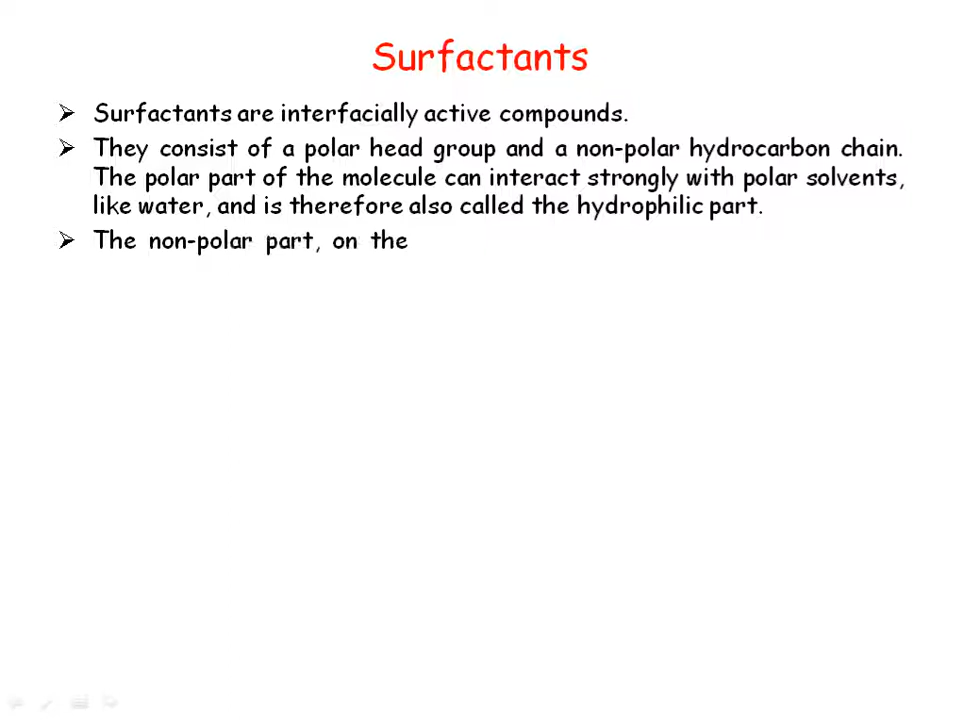 Surfactants
Surfactants are interfacially active compounds.
They consist of a polar head group and a non-polar hydrocarbon chain.
The polar part of the molecule can interact strongly with polar solvents,
like water, and is therefore also called the hydrophilic part.
The non-polar part, on the